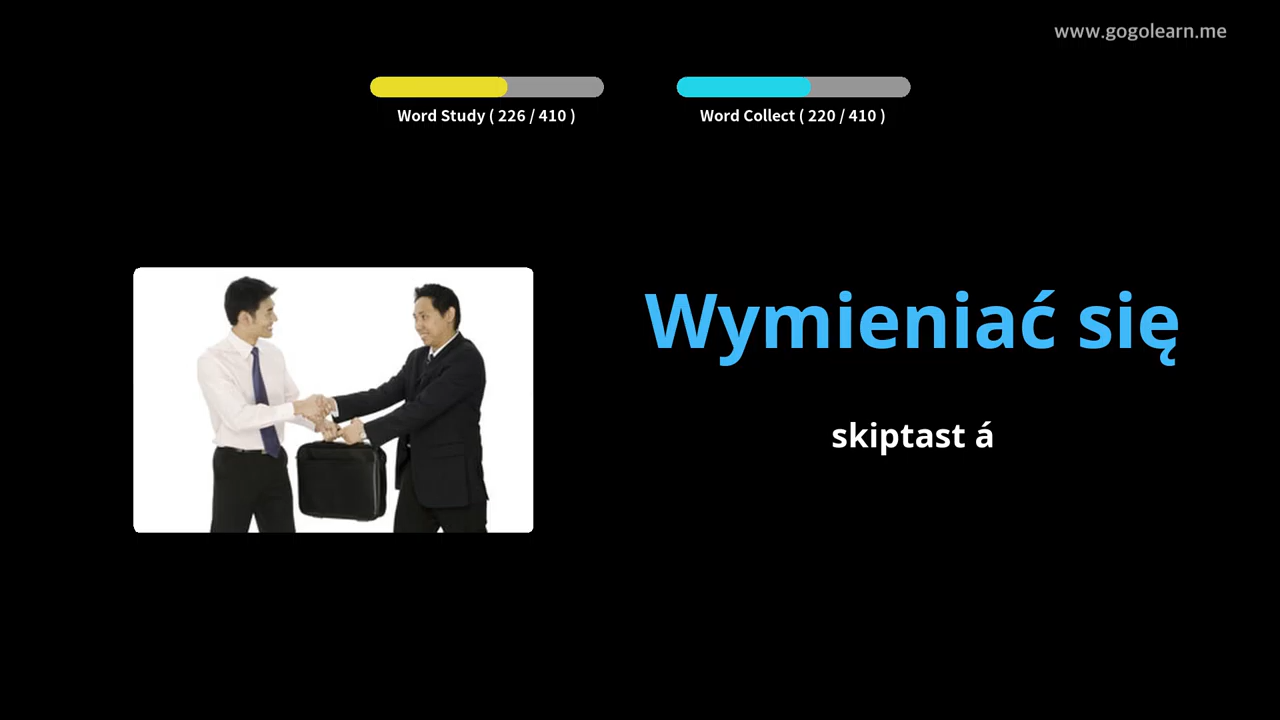 www.gogolearn.me
Word Study ( 226 / 410 )
Word Collect ( 220 / 410 )
Wymieniać się
skiptast á